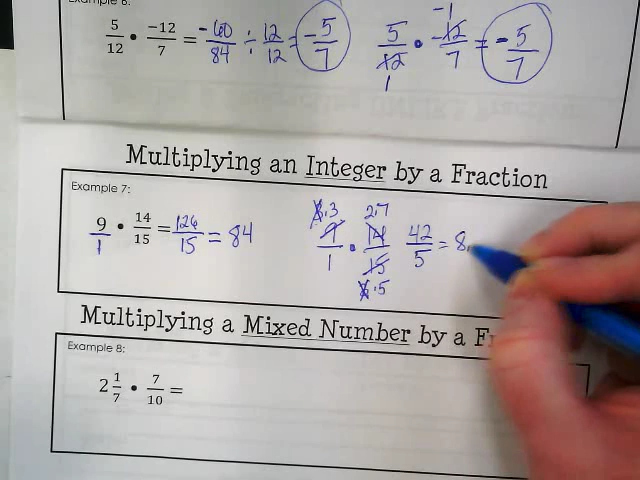 Example 6:
5/12 • -12/7 = -60/84 ÷ 12/12 = -5/7 5/12 • -12/7 = -5/7
-1
1
Multiplying an Integer by a Fraction
Example 7:
9/1 • 14/15 = 126/15 = 84 9/1 • 14/15 42/5 = 8.
3·3 2·7
3·5
Multiplying a Mixed Number by a Fr
Example 8:
2 1/7 • 7/10 =